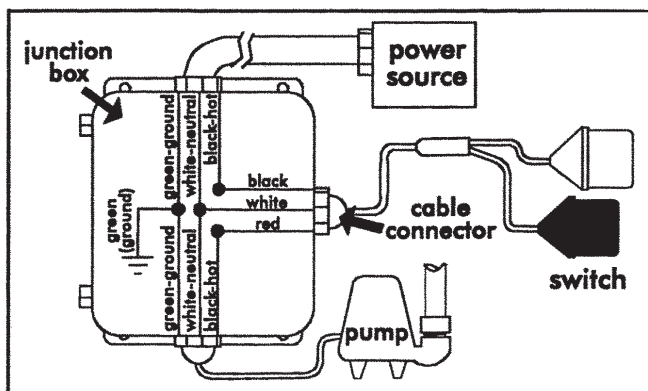 junction
box
power
source
green-ground
white-neutral
black-hot
black
white
red
green
(ground)
green-ground
white-neutral
black-hot
cable
connector
switch
pump